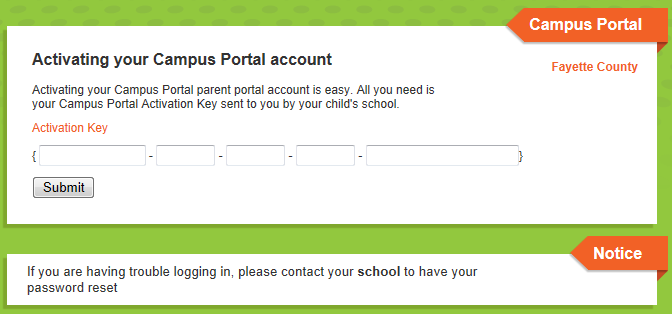 Campus Portal
Activating your Campus Portal account
Fayette County
Activating your Campus Portal parent portal account is easy. All you need is
your Campus Portal Activation Key sent to you by your child's school.
Activation Key
{ - - - - }
Submit
Notice
If you are having trouble logging in, please contact your school to have your
password reset